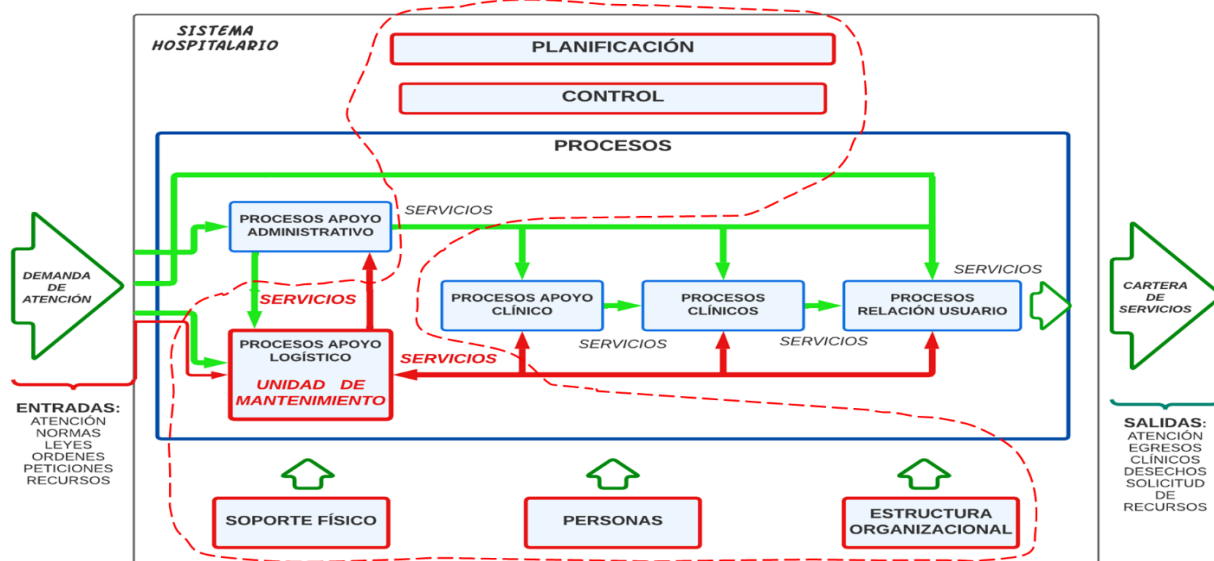 SISTEMA
HOSPITALARIO
PLANIFICACIÓN
CONTROL
PROCESOS
DEMANDA
DE
ATENCIÓN
PROCESOS APOYO
ADMINISTRATIVO
SERVICIOS
SERVICIOS
PROCESOS APOYO
LOGÍSTICO
UNIDAD DE
MANTENIMIENTO
SERVICIOS
PROCESOS APOYO
CLÍNICO
SERVICIOS
PROCESOS
CLÍNICOS
SERVICIOS
PROCESOS
RELACIÓN USUARIO
SERVICIOS
CARTERA
DE
SERVICIOS
ENTRADAS:
ATENCIÓN
NORMAS
LEYES
ORDENES
PETICIONES
RECURSOS
SALIDAS:
ATENCIÓN
EGRESOS
CLÍNICOS
DESECHOS
SOLICITUD
DE
RECURSOS
SOPORTE FÍSICO
PERSONAS
ESTRUCTURA
ORGANIZACIONAL